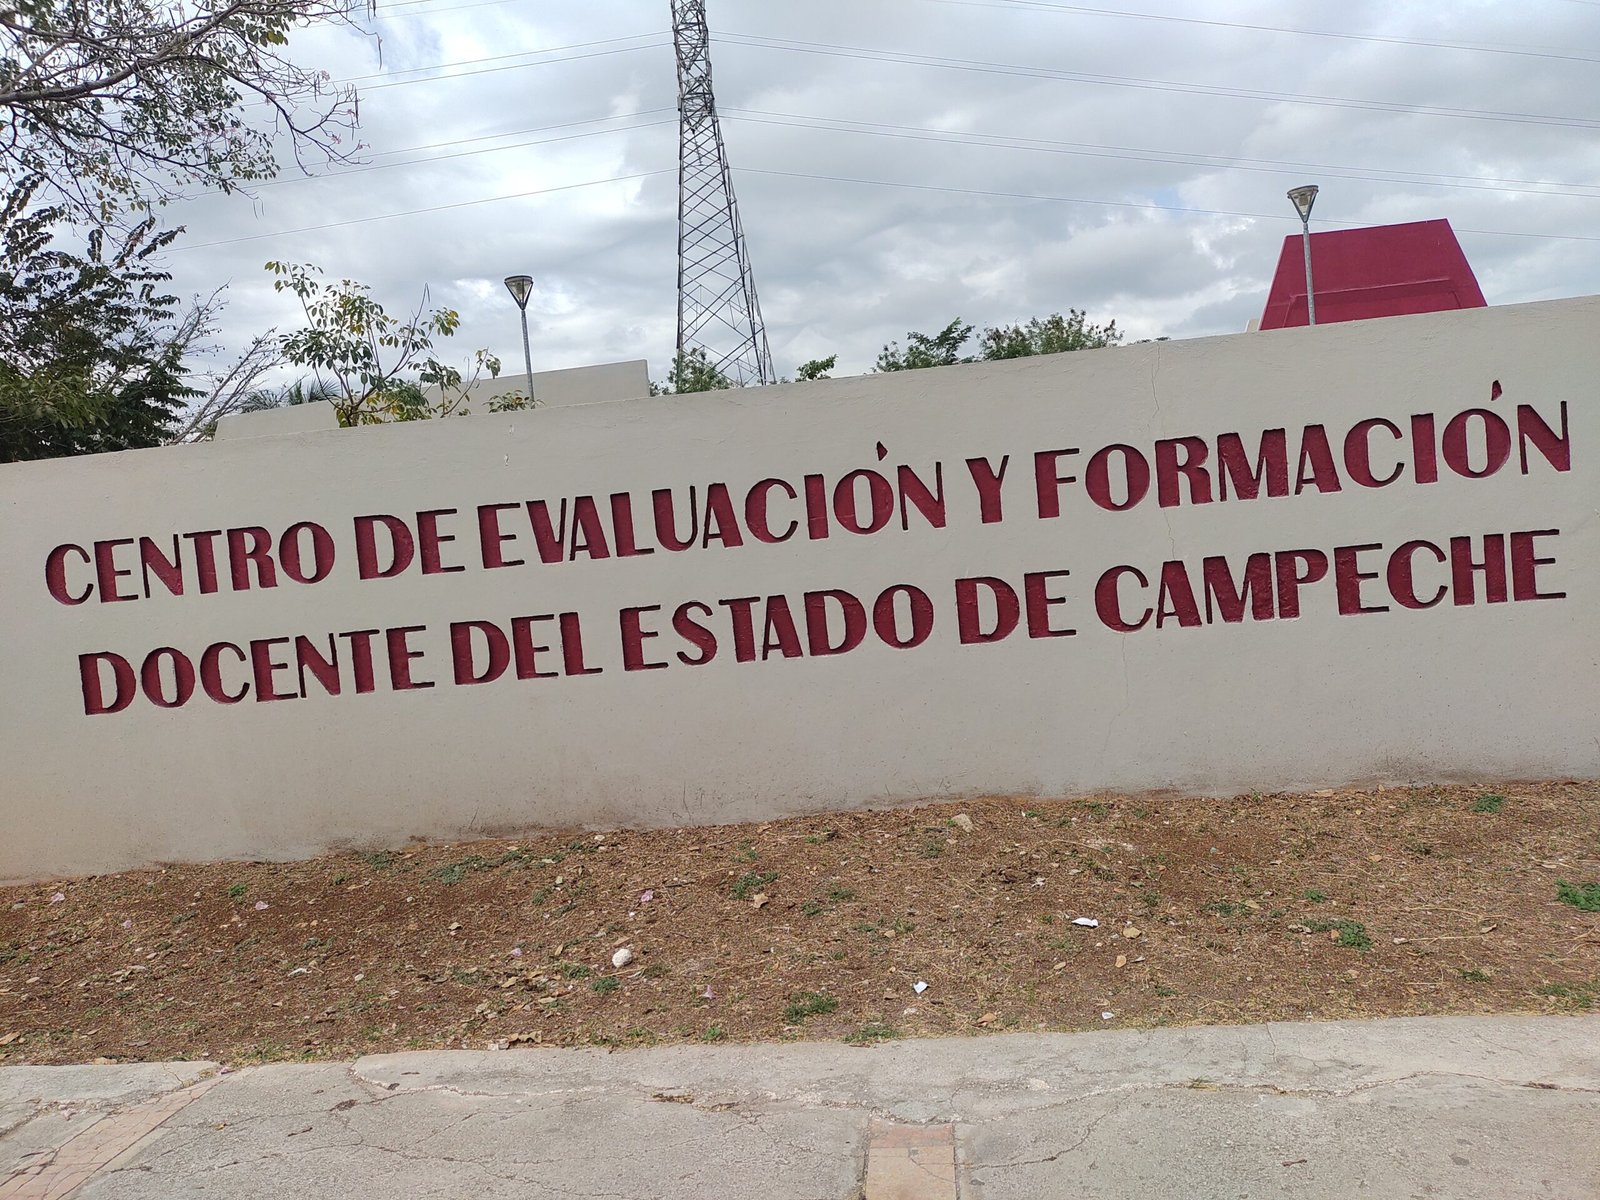 CENTRO DE EVALUACIÓN Y FORMACIÓN
DOCENTE DEL ESTADO DE CAMPECHE